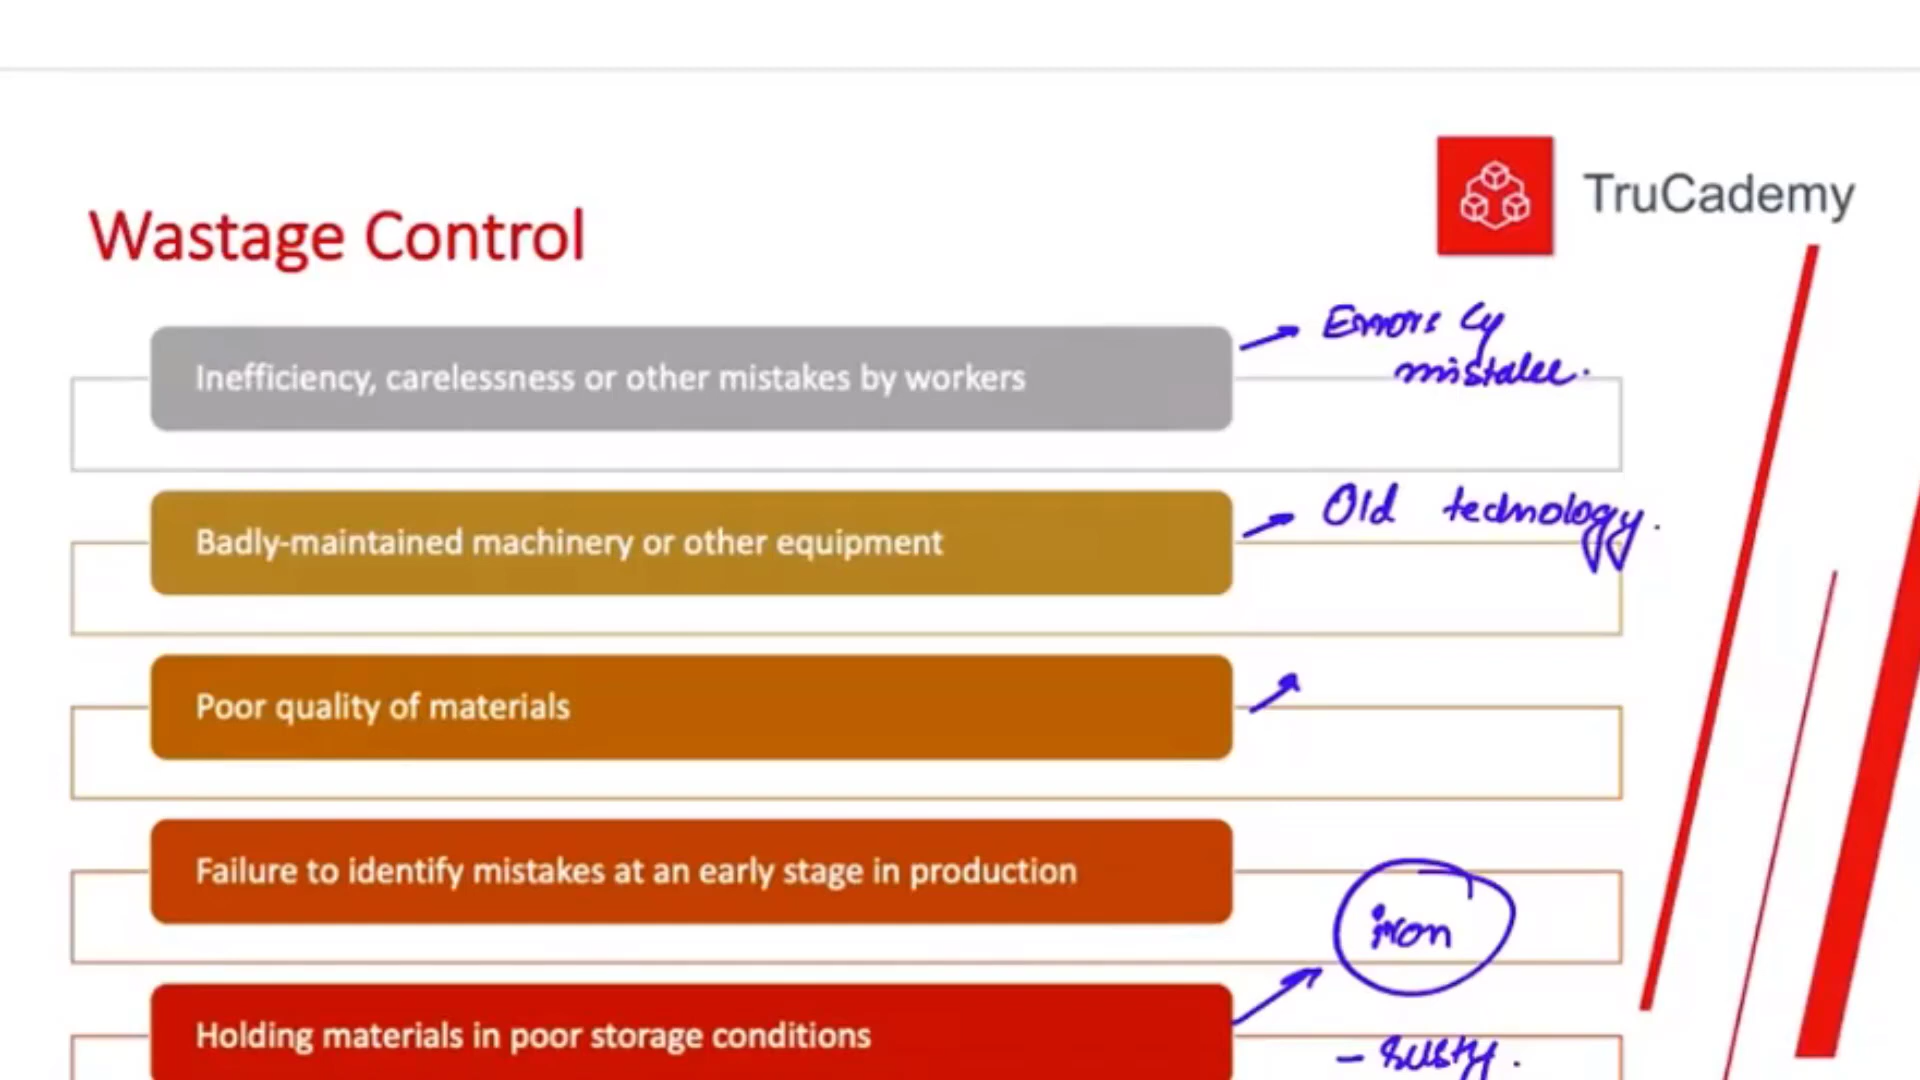 TruCademy
Wastage Control
Errors &
mistake.
Inefficiency, carelessness or other mistakes by workers
Old technology.
Badly-maintained machinery or other equipment
Poor quality of materials
Failure to identify mistakes at an early stage in production
iron
Holding materials in poor storage conditions
- Rusty.